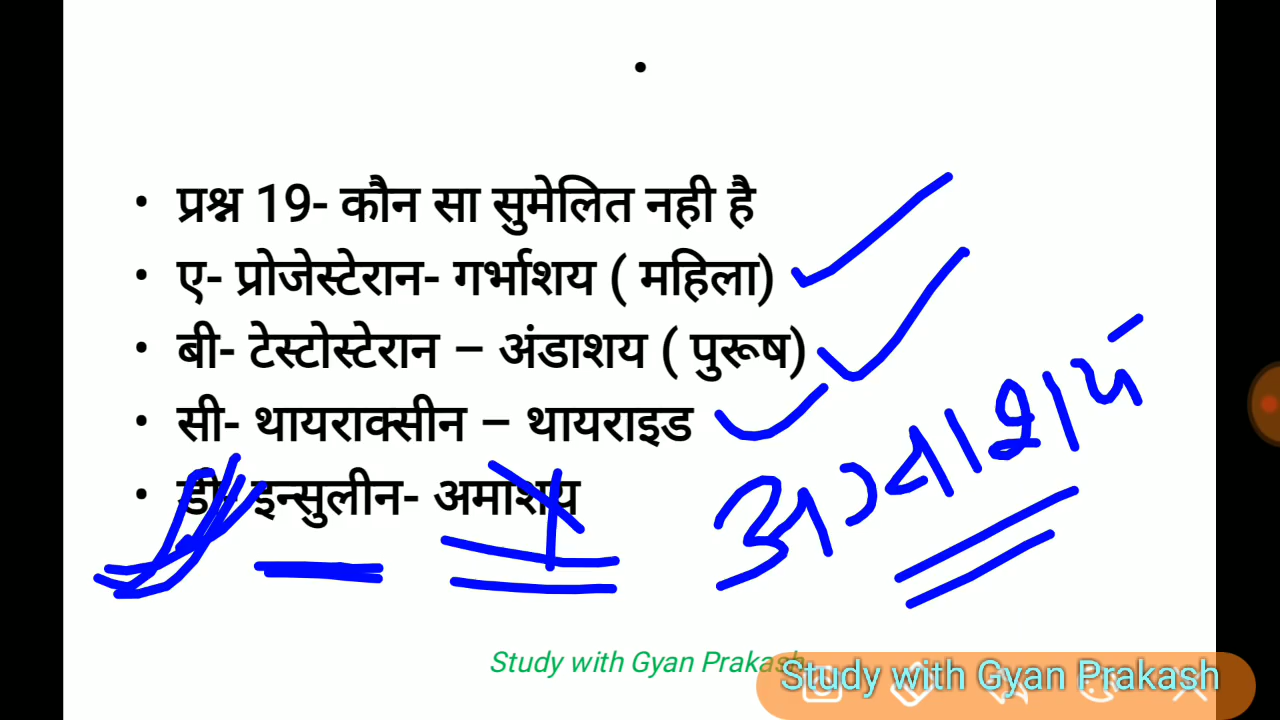 प्रश्न 19- कौन सा सुमेलित नही है
ए- प्रोजेस्टेरान- गर्भाशय ( महिला)
बी- टेस्टोस्टेरान – अंडाशय ( पुरूष)
सी- थायराक्सीन – थायराइड
डी- इन्सुलीन- अमाशय
अग्नाशय
Study with Gyan Prakash
Study with Gyan Prakash